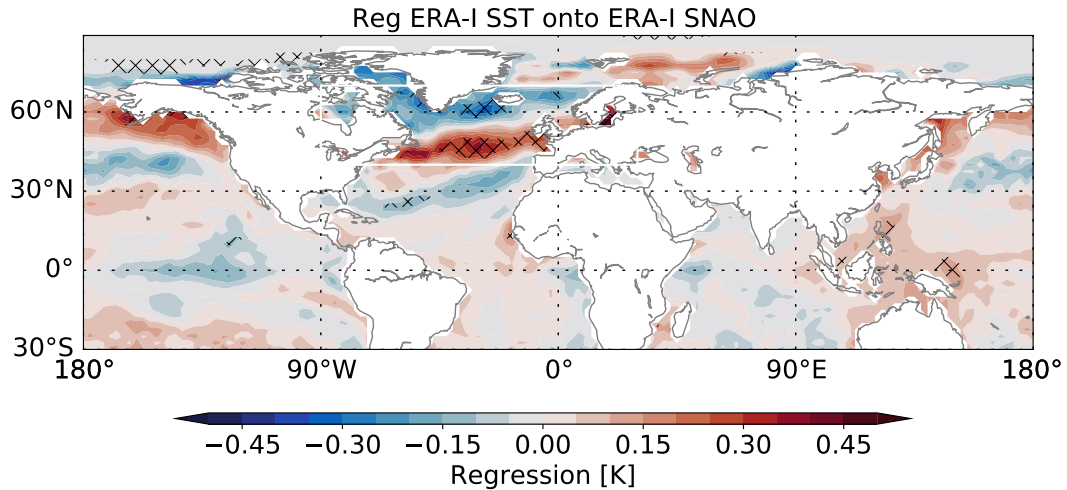 Reg ERA-I SST onto ERA-I SNAO
60°N
30°N
0°
30°S
180° 90°W 0° 90°E 180°
−0.45 −0.30 −0.15 0.00 0.15 0.30 0.45
Regression [K]